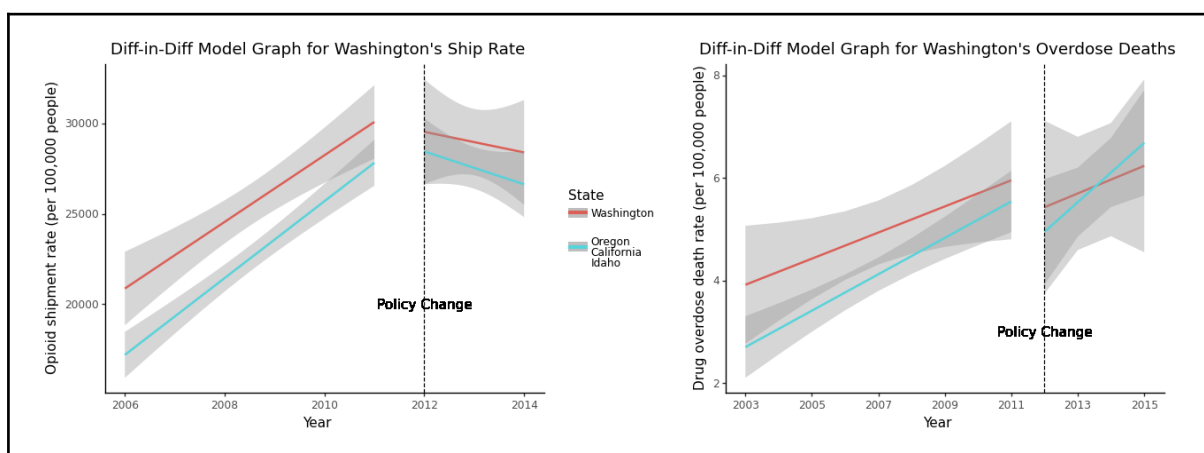 Diff-in-Diff Model Graph for Washington's Ship Rate
Opioid shipment rate (per 100,000 people)
30000
25000
20000
Policy Change
2006
2008
2010
2012
2014
Year
State
Washington
Oregon
California
Idaho
Diff-in-Diff Model Graph for Washington's Overdose Deaths
Drug overdose death rate (per 100,000 people)
8
6
4
2
Policy Change
2003
2005
2007
2009
2011
2013
2015
Year